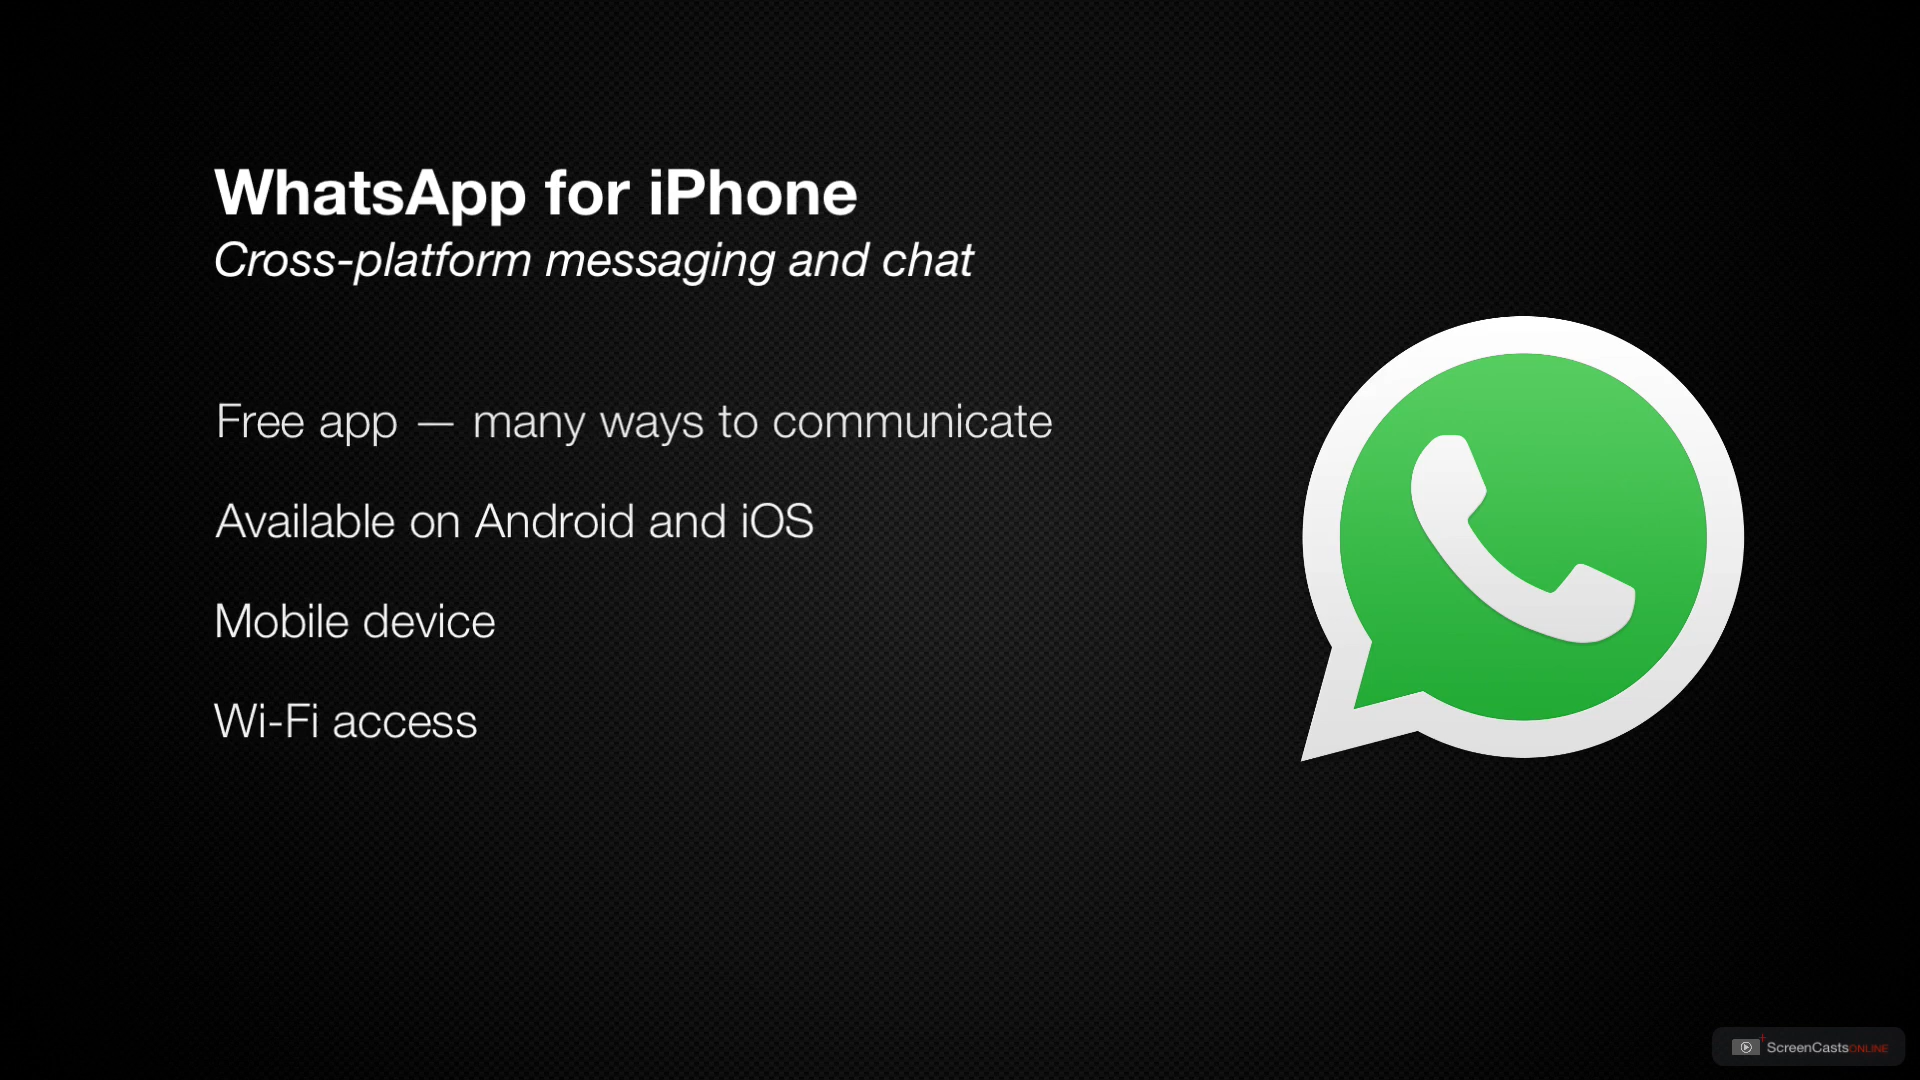 WhatsApp for iPhone
Cross-platform messaging and chat
Free app — many ways to communicate
Available on Android and iOS
Mobile device
Wi-Fi access
ScreenCastsONLINE